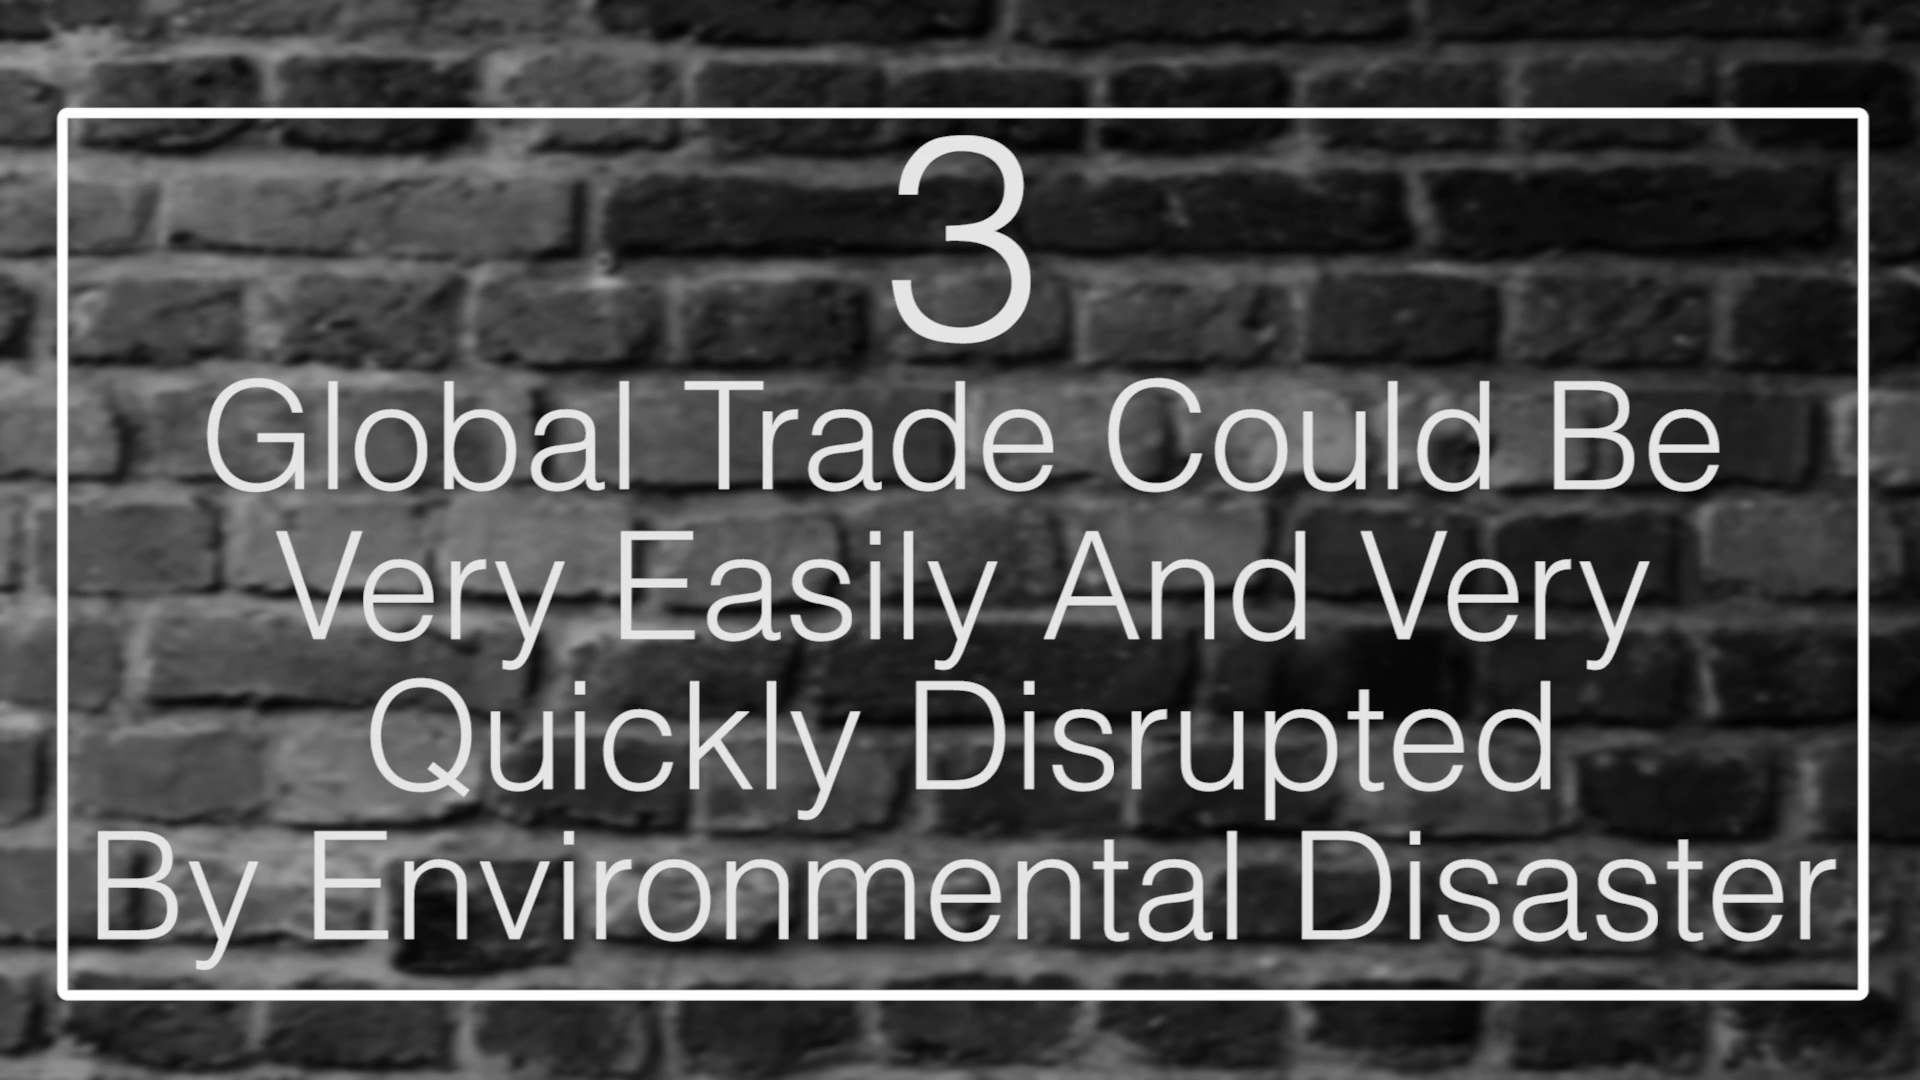 3
Global Trade Could Be
Very Easily And Very
Quickly Disrupted
By Environmental Disaster